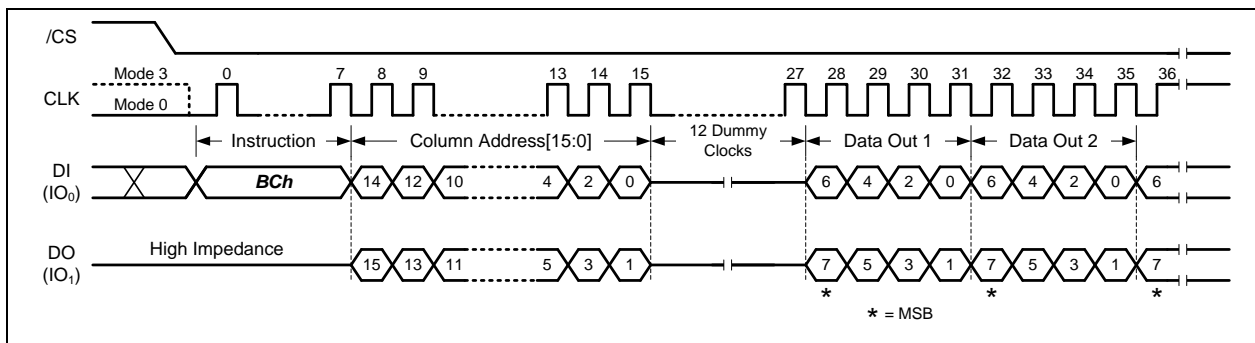 /CS
Mode 3 0 7 8 9 13 14 15 27 28 29 30 31 32 33 34 35 36
CLK Mode 0
Instruction Column Address[15:0] 12 Dummy Clocks Data Out 1 Data Out 2
DI (IO0) BCh 14 12 10 4 2 0 6 4 2 0 6 4 2 0 6
High Impedance
DO (IO1) 15 13 11 5 3 1 7 5 3 1 7 5 3 1 7
* * *
* = MSB